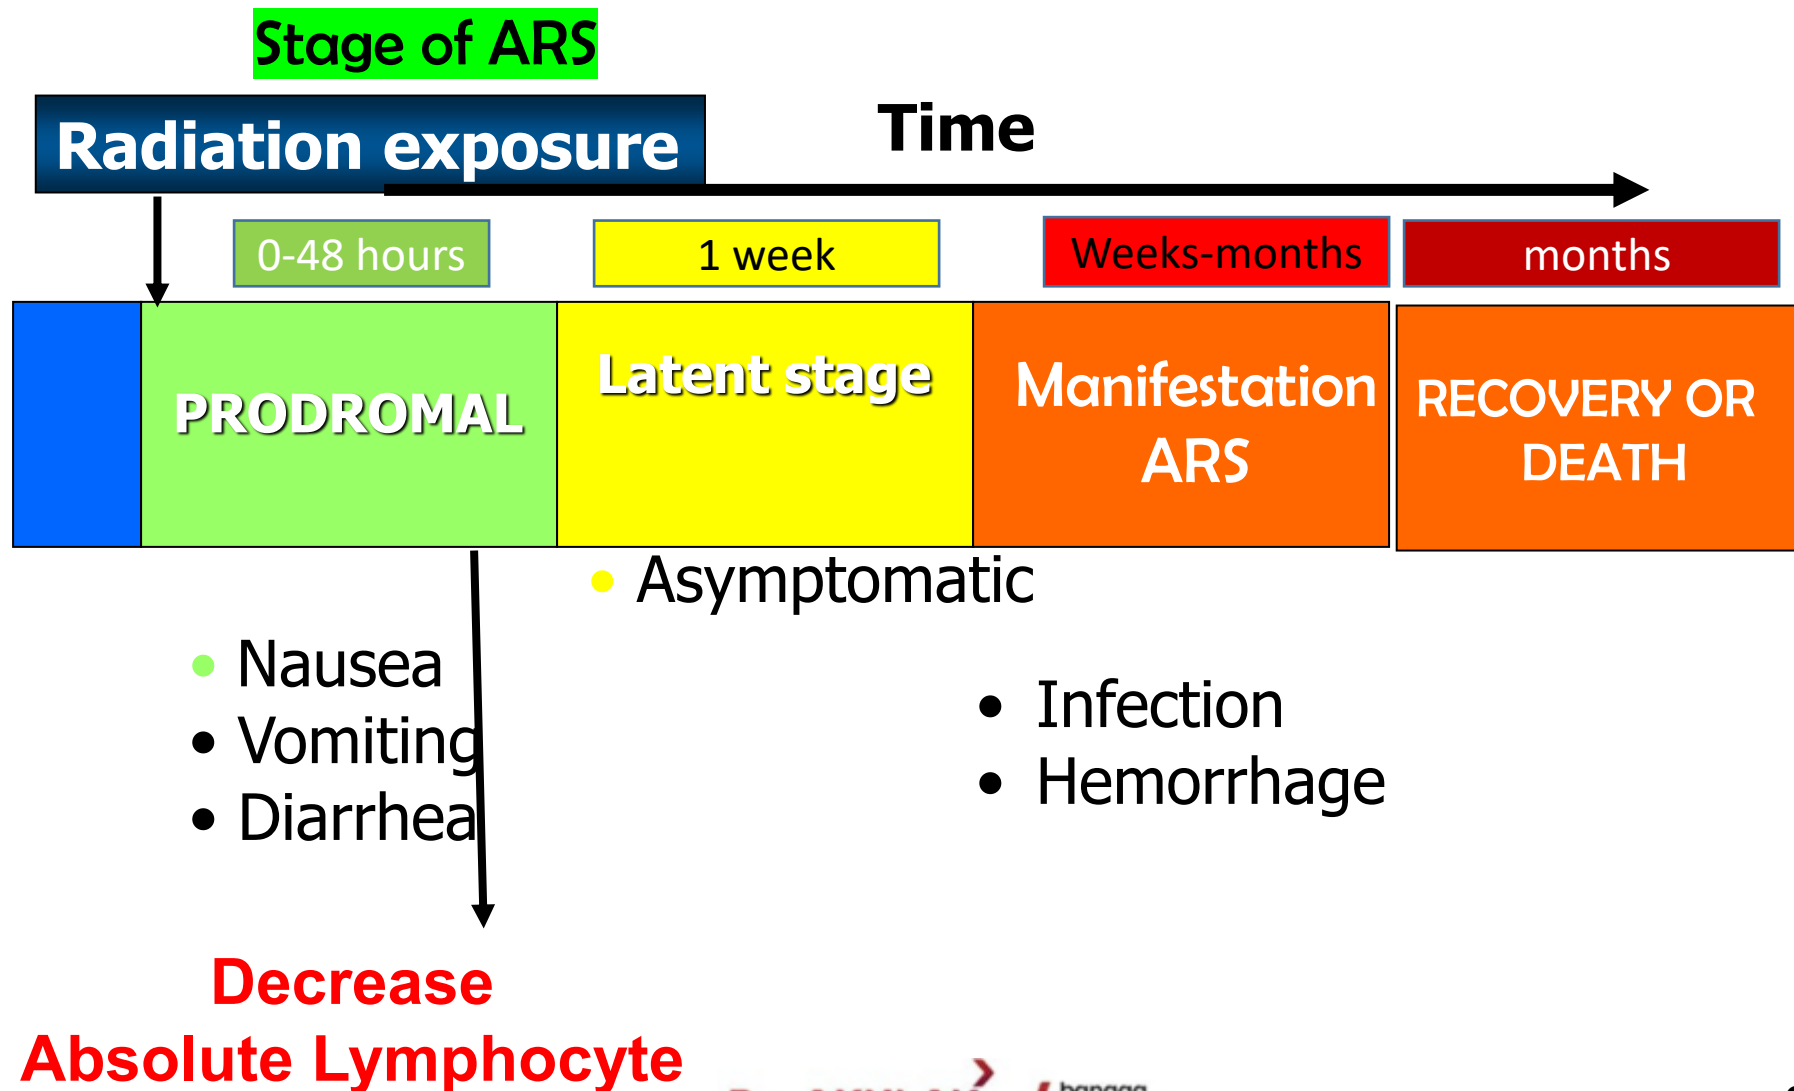 Stage of ARS
Radiation exposure
Time
0-48 hours
1 week
Weeks-months
months
PRODROMAL
Latent stage
Manifestation
ARS
RECOVERY OR
DEATH
• Asymptomatic
• Nausea
• Vomiting
• Diarrhea
• Infection
• Hemorrhage
Decrease
Absolute Lymphocyte
bangga